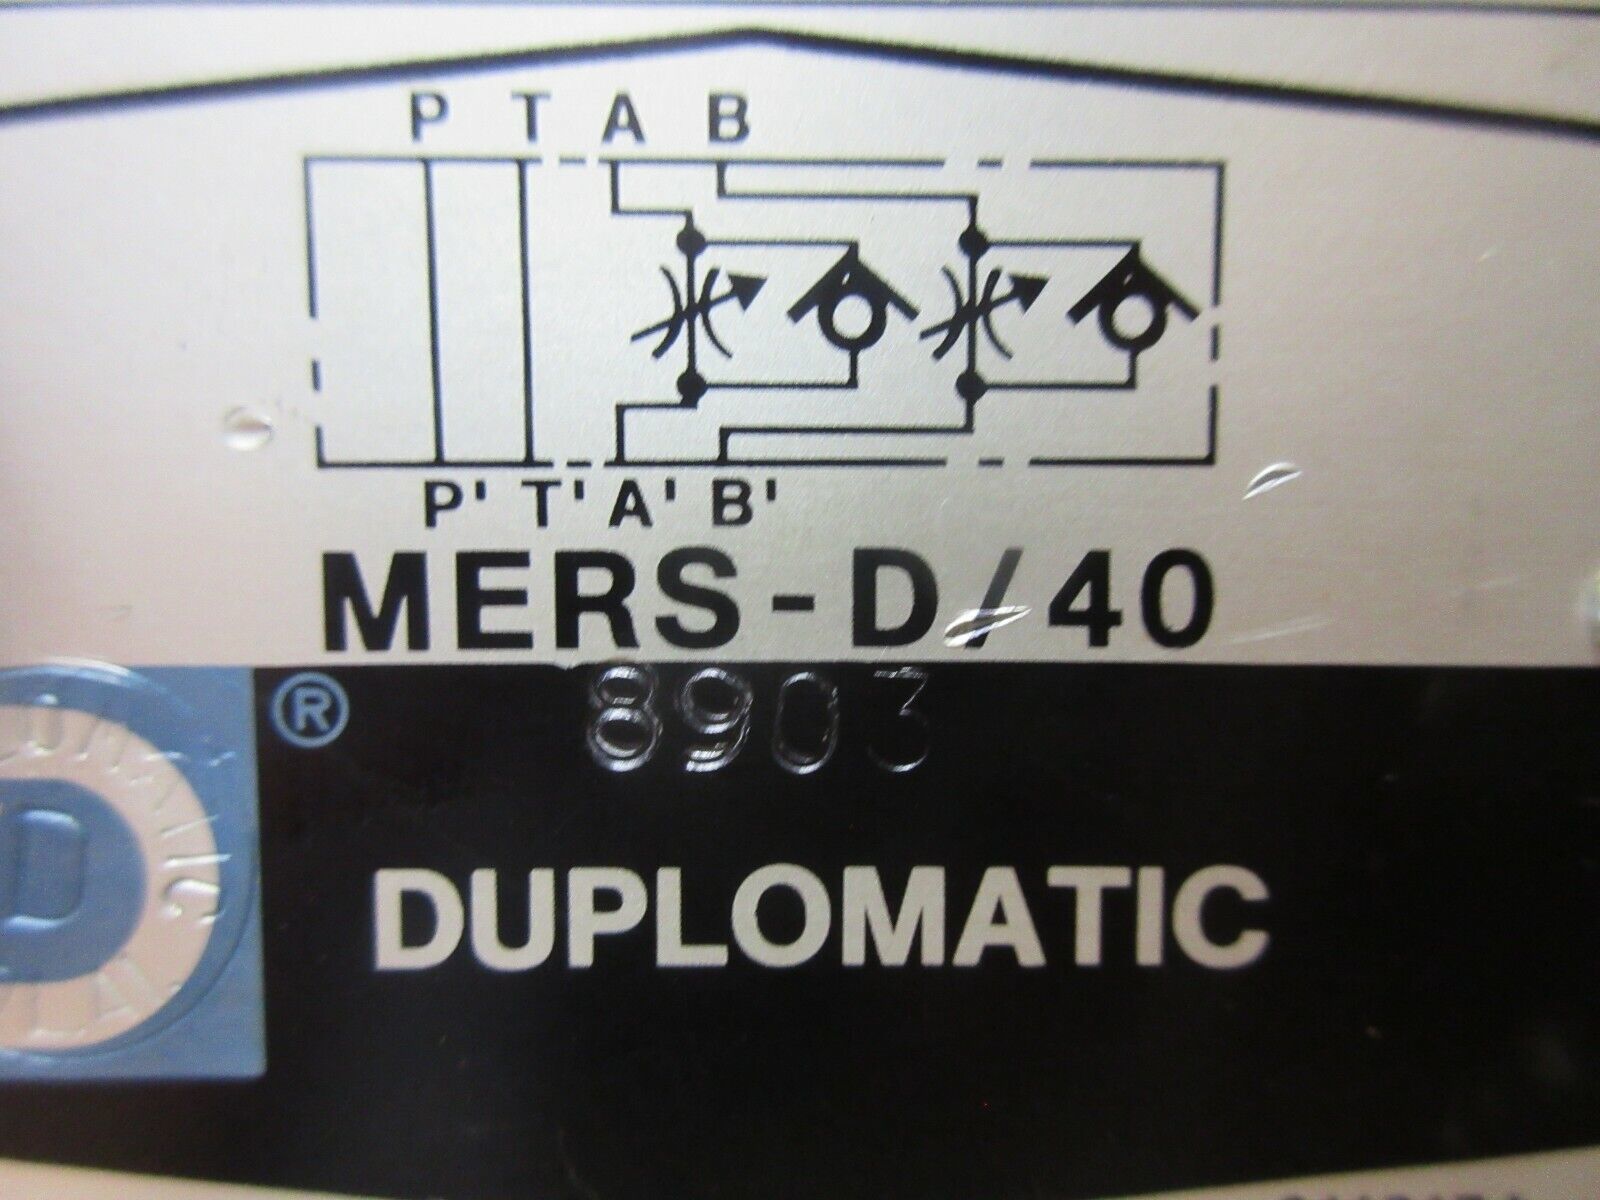 P T A B
P' T' A' B'
MERS-D/40
®
8903
D
DUPLOMATIC